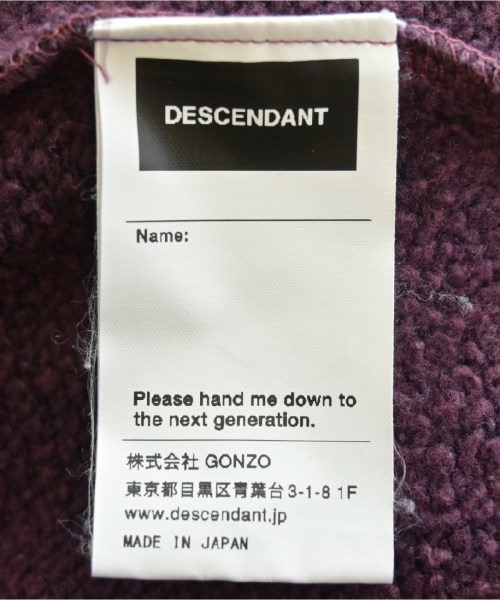 DESCENDANT
Name:
Please hand me down to
the next generation.
株式会社 GONZO
東京都目黒区青葉台3-1-8 1F
www.descendant.jp
MADE IN JAPAN